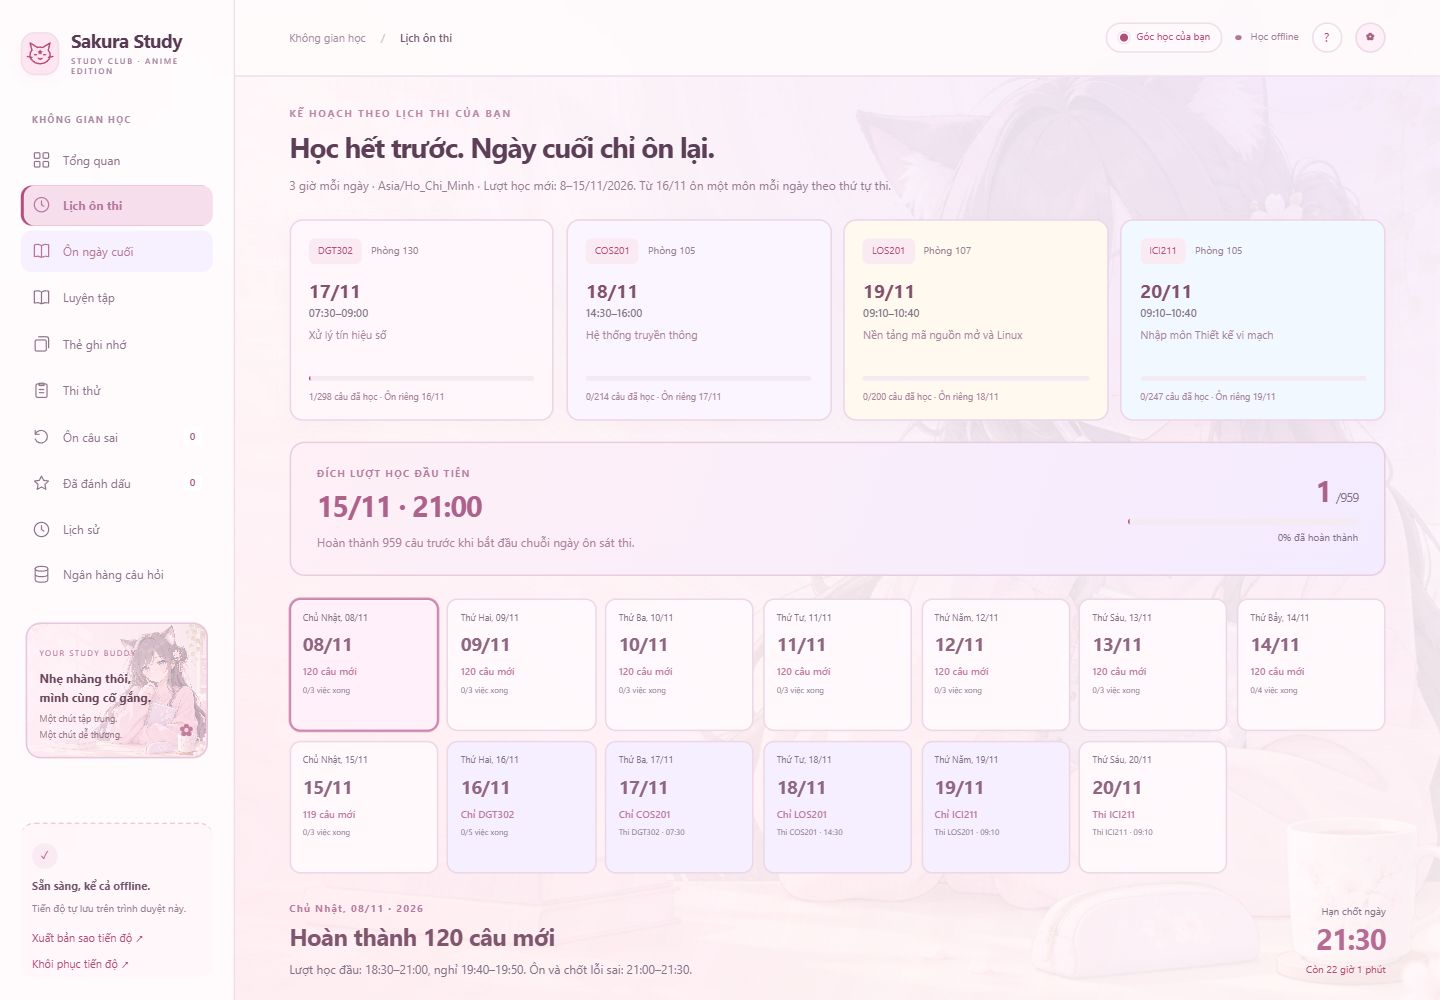 Sakura Study
STUDY CLUB · ANIME
EDITION
KHÔNG GIAN HỌC
Tổng quan
Lịch ôn thi
Ôn ngày cuối
Luyện tập
Thẻ ghi nhớ
Thi thử
Ôn câu sai 0
Đã đánh dấu 0
Lịch sử
Ngân hàng câu hỏi
YOUR STUDY BUDDY
Nhẹ nhàng thôi,
mình cùng cố gắng.
Một chút tập trung.
Một chút dễ thương.
✓
Sẵn sàng, kể cả offline.
Tiến độ tự lưu trên trình duyệt này.
Xuất bản sao tiến độ ↗
Khôi phục tiến độ ↗
Không gian học / Lịch ôn thi
Góc học của bạn
Học offline
?
KẾ HOẠCH THEO LỊCH THI CỦA BẠN
Học hết trước. Ngày cuối chỉ ôn lại.
3 giờ mỗi ngày · Asia/Ho_Chi_Minh · Lượt học mới: 8–15/11/2026. Từ 16/11 ôn một môn mỗi ngày theo thứ tự thi.
DGT302 Phòng 130
17/11
07:30–09:00
Xử lý tín hiệu số
1/298 câu đã học · Ôn riêng 16/11
COS201 Phòng 105
18/11
14:30–16:00
Hệ thống truyền thông
0/214 câu đã học · Ôn riêng 17/11
LOS201 Phòng 107
19/11
09:10–10:40
Nền tảng mã nguồn mở và Linux
0/200 câu đã học · Ôn riêng 18/11
ICI211 Phòng 105
20/11
09:10–10:40
Nhập môn Thiết kế vi mạch
0/247 câu đã học · Ôn riêng 19/11
ĐÍCH LƯỢT HỌC ĐẦU TIÊN
15/11 · 21:00
Hoàn thành 959 câu trước khi bắt đầu chuỗi ngày ôn sát thi.
1 /959
0% đã hoàn thành
Chủ Nhật, 08/11
08/11
120 câu mới
0/3 việc xong
Thứ Hai, 09/11
09/11
120 câu mới
0/3 việc xong
Thứ Ba, 10/11
10/11
120 câu mới
0/3 việc xong
Thứ Tư, 11/11
11/11
120 câu mới
0/3 việc xong
Thứ Năm, 12/11
12/11
120 câu mới
0/3 việc xong
Thứ Sáu, 13/11
13/11
120 câu mới
0/3 việc xong
Thứ Bảy, 14/11
14/11
120 câu mới
0/4 việc xong
Chủ Nhật, 15/11
15/11
119 câu mới
0/3 việc xong
Thứ Hai, 16/11
16/11
Chỉ DGT302
0/5 việc xong
Thứ Ba, 17/11
17/11
Chỉ COS201
Thi DGT302 · 07:30
Thứ Tư, 18/11
18/11
Chỉ LOS201
Thi COS201 · 14:30
Thứ Năm, 19/11
19/11
Chỉ ICI211
Thi LOS201 · 09:10
Thứ Sáu, 20/11
20/11
Thi ICI211
Thi ICI211 · 09:10
Chủ Nhật, 08/11 · 2026
Hoàn thành 120 câu mới
Lượt học đầu: 18:30–21:00, nghỉ 19:40–19:50. Ôn và chốt lỗi sai: 21:00–21:30.
Hạn chót ngày
21:30
Còn 22 giờ 1 phút